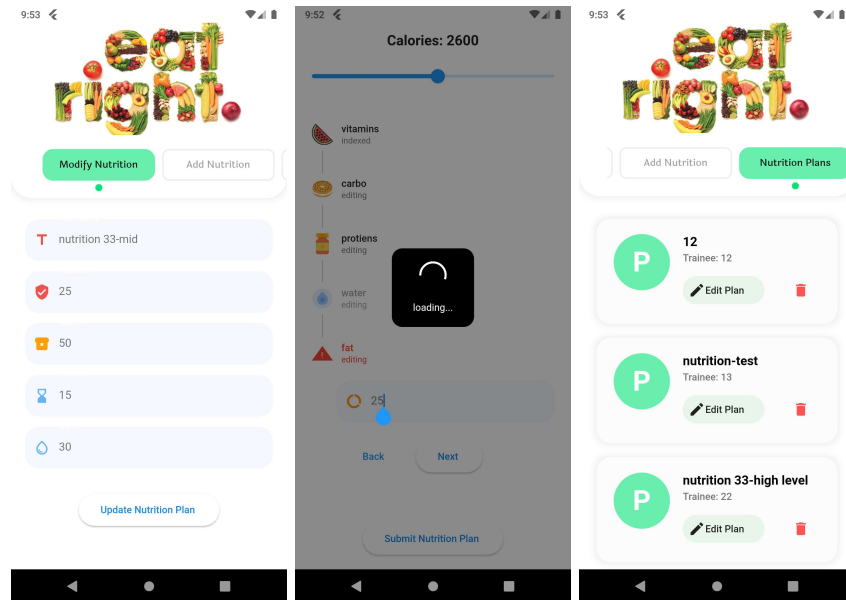 9:53
eat
right.
Modify Nutrition
Add Nutrition
nutrition 33-mid
25
50
15
30
Update Nutrition Plan
9:52
Calories: 2600
vitamins
indexed
carbo
editing
protiens
editing
water
editing
fat
editing
loading...
25
Back
Next
Submit Nutrition Plan
9:53
eat
right.
Add Nutrition
Nutrition Plans
P
12
Trainee: 12
Edit Plan
P
nutrition-test
Trainee: 13
Edit Plan
P
nutrition 33-high level
Trainee: 22
Edit Plan